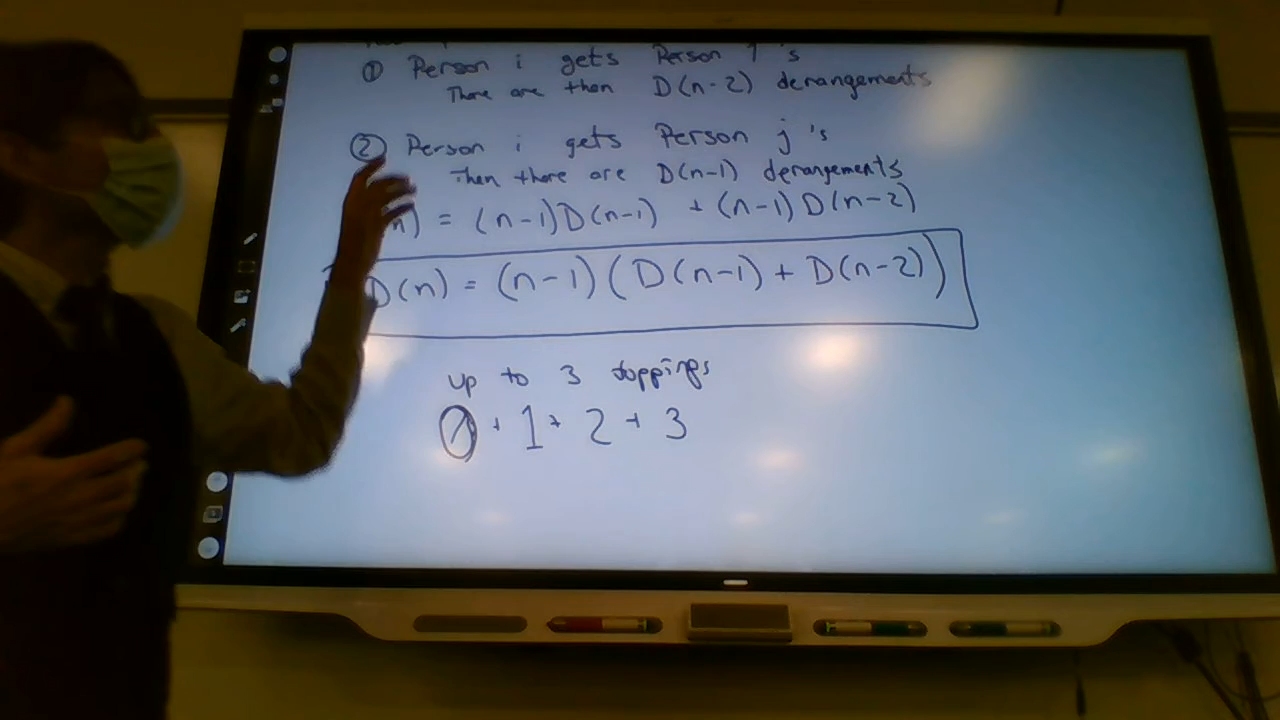 ① Person i gets Person 1's
There are then D(n-2) derangements
② Person i gets Person j's
Then there are D(n-1) derangements
n) = (n-1)D(n-1) + (n-1)D(n-2)
D(n) = (n-1)(D(n-1) + D(n-2))
up to 3 toppings
+ 1 + 2 + 3